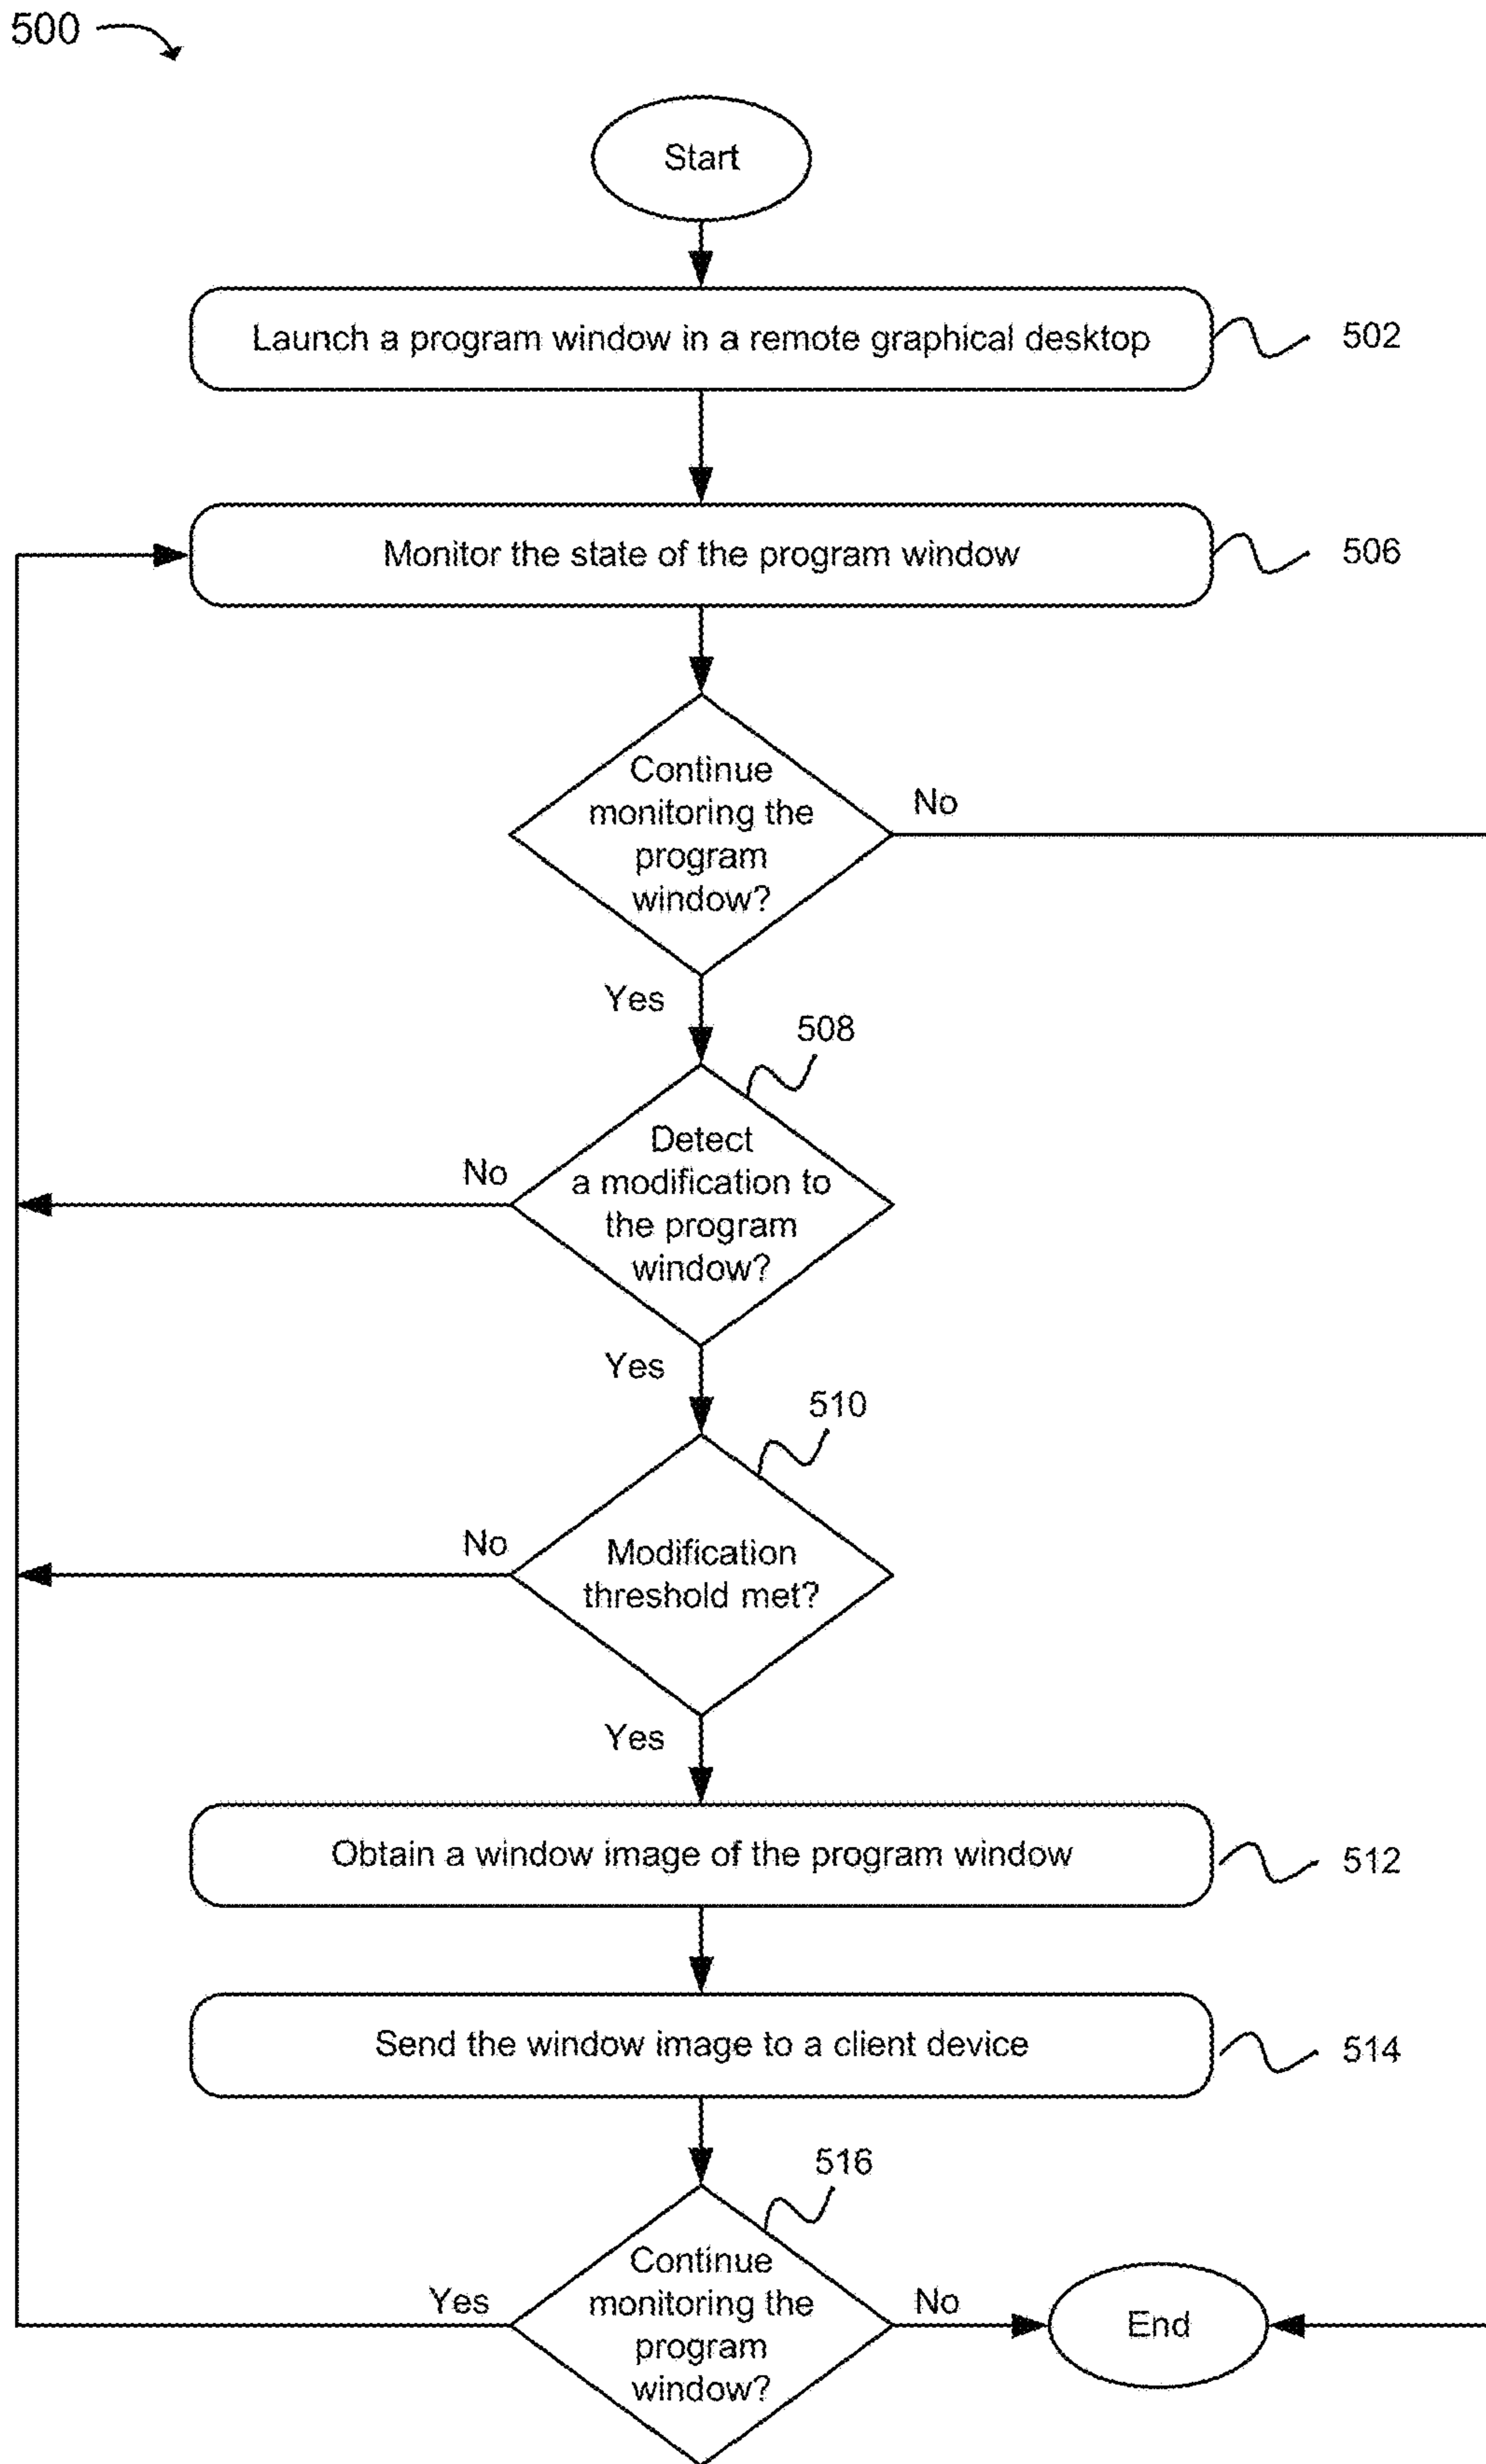 500
Start
Launch a program window in a remote graphical desktop
502
Monitor the state of the program window
506
Continue
monitoring the
program
window?
No
Yes
508
Detect
a modification to
the program
window?
No
Yes
510
Modification
threshold met?
No
Yes
Obtain a window image of the program window
512
Send the window image to a client device
514
516
Continue
monitoring the
program
window?
Yes
No
End